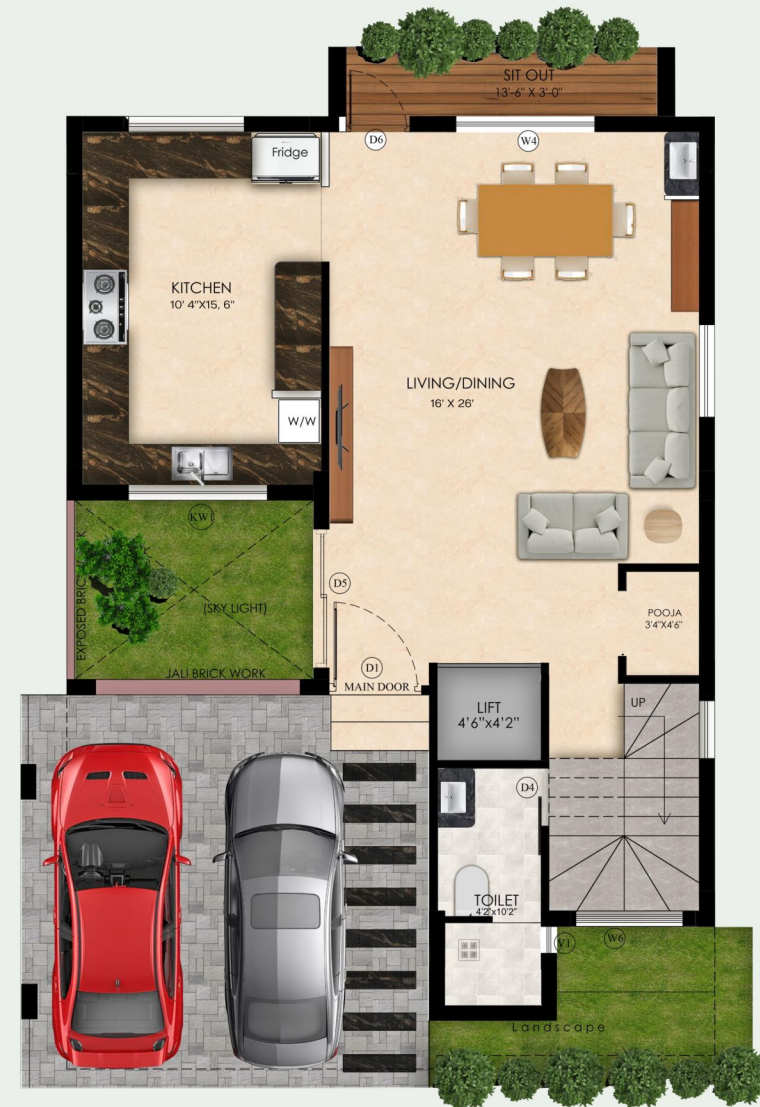 SIT OUT
13'-6" X 3'-0"
D6
W4
Fridge
KITCHEN
10' 4"X15, 6"
LIVING/DINING
16' X 26'
W/W
KW1
EXPOSED BRICK
(SKY LIGHT)
D5
POOJA
3'4"X4'6"
JALI BRICK WORK
D1
MAIN DOOR
LIFT
4'6"x4'2"
UP
D4
TOILET
4'2"x10'2"
V1
W6
Landscape